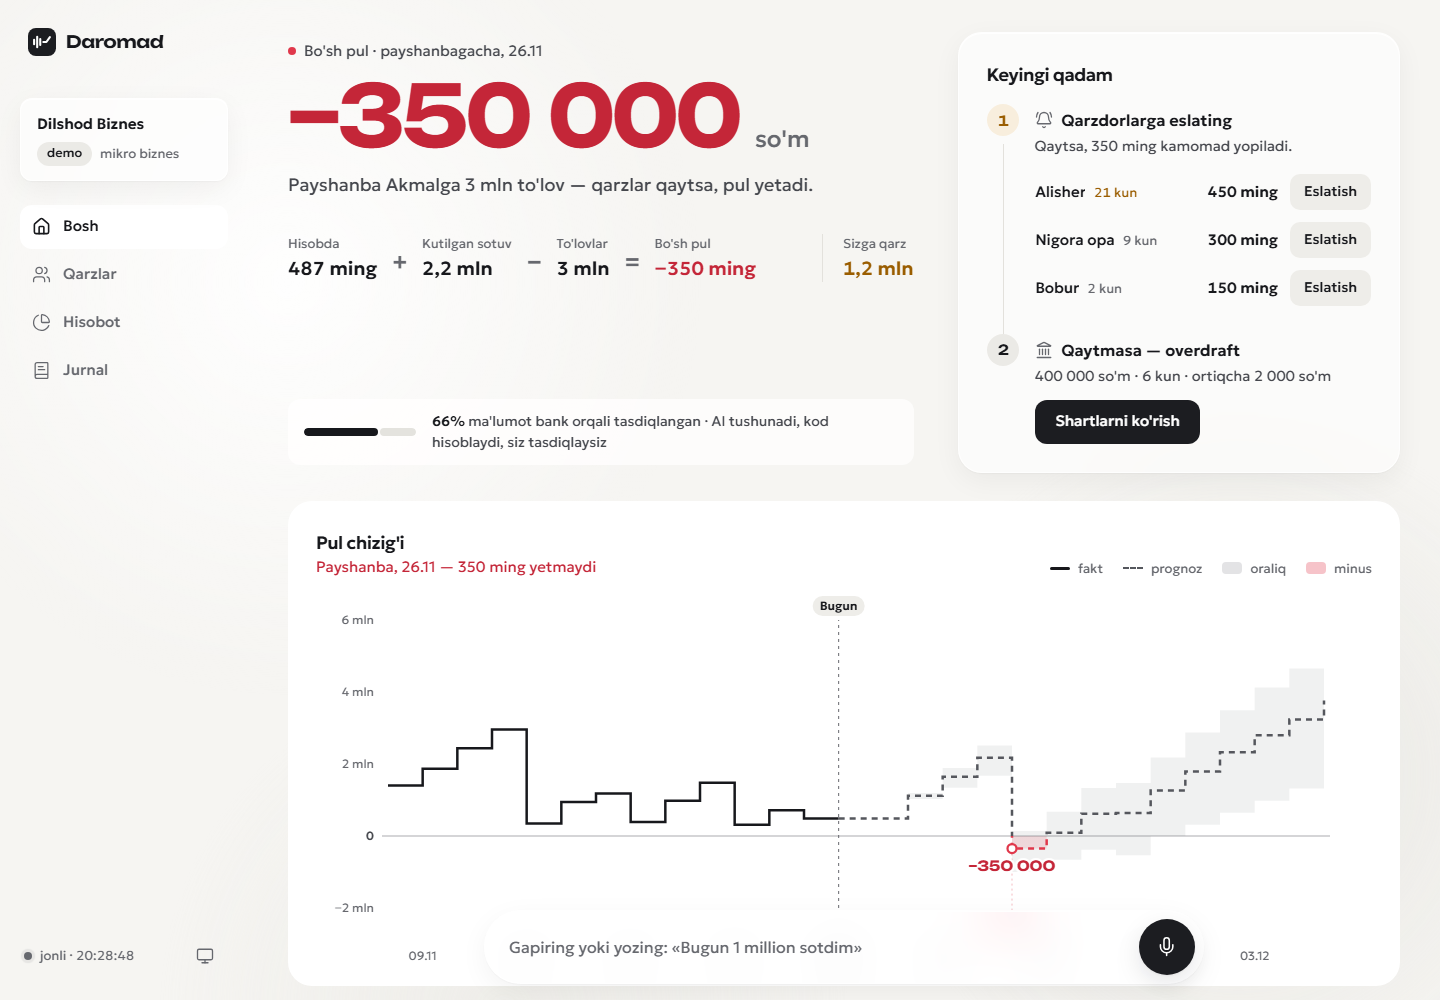 Daromad
Dilshod Biznes
demo mikro biznes
Bosh
Qarzlar
Hisobot
Jurnal
jonli · 20:28:48
Bo'sh pul · payshanbagacha, 26.11
−350 000 so'm
Payshanba Akmalga 3 mln to'lov — qarzlar qaytsa, pul yetadi.
Hisobda
487 ming
+
Kutilgan sotuv
2,2 mln
−
To'lovlar
3 mln
=
Bo'sh pul
−350 ming
Sizga qarz
1,2 mln
66% ma'lumot bank orqali tasdiqlangan · AI tushunadi, kod
hisoblaydi, siz tasdiqlaysiz
Keyingi qadam
1 Qarzdorlarga eslating
Qaytsa, 350 ming kamomad yopiladi.
Alisher 21 kun 450 ming Eslatish
Nigora opa 9 kun 300 ming Eslatish
Bobur 2 kun 150 ming Eslatish
2 Qaytmasa — overdraft
400 000 so'm · 6 kun · ortiqcha 2 000 so'm
Shartlarni ko'rish
Pul chizig'i
Payshanba, 26.11 — 350 ming yetmaydi
fakt prognoz oraliq minus
Bugun
6 mln
4 mln
2 mln
0
−350 000
−2 mln
09.11 03.12
Gapiring yoki yozing: «Bugun 1 million sotdim»